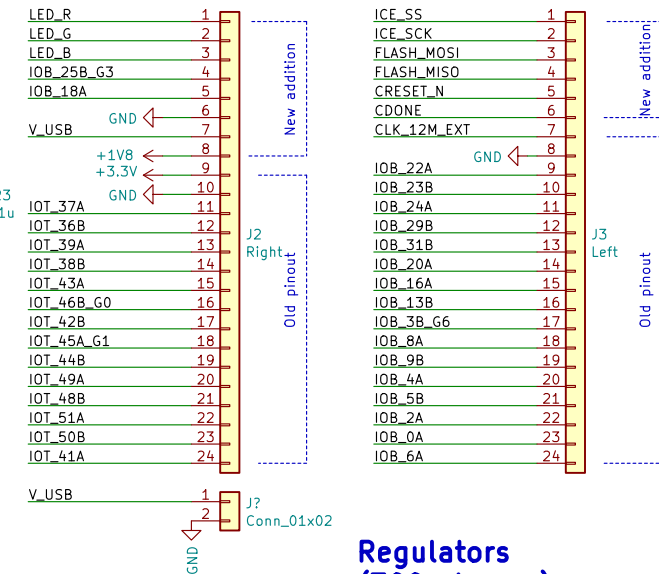 LED_R 1
LED_G 2
LED_B 3
IOB_25B_G3 4
IOB_18A 5
GND 6
V_USB 7
+1V8 8
+3.3V 9
GND 10
IOT_37A 11
IOT_36B 12
IOT_39A 13
IOT_38B 14
IOT_43A 15
IOT_46B_G0 16
IOT_42B 17
IOT_45A_G1 18
IOT_44B 19
IOT_49A 20
IOT_48B 21
IOT_51A 22
IOT_50B 23
IOT_41A 24
J2
Right
New addition
Old pinout
23
1u
V_USB 1
2
GND
J?
Conn_01x02
ICE_SS 1
ICE_SCK 2
FLASH_MOSI 3
FLASH_MISO 4
CRESET_N 5
CDONE 6
CLK_12M_EXT 7
GND 8
IOB_22A 9
IOB_23B 10
IOB_24A 11
IOB_29B 12
IOB_31B 13
IOB_20A 14
IOB_16A 15
IOB_13B 16
IOB_3B_G6 17
IOB_8A 18
IOB_9B 19
IOB_4A 20
IOB_5B 21
IOB_2A 22
IOB_0A 23
IOB_6A 24
J3
Left
New addition
Old pinout
Regulators